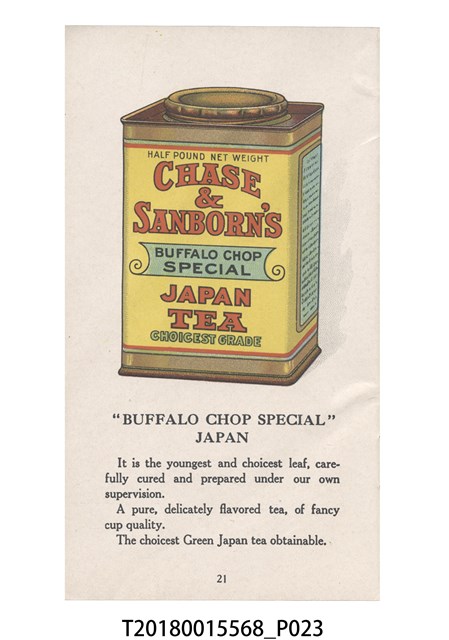 HALF POUND NET WEIGHT
CHASE
&
SANBORN'S
BUFFALO CHOP
SPECIAL
JAPAN
TEA
CHOICEST GRADE
"BUFFALO CHOP SPECIAL"
JAPAN
It is the youngest and choicest leaf, care-
fully cured and prepared under our own
supervision.
A pure, delicately flavored tea, of fancy
cup quality.
The choicest Green Japan tea obtainable.
21
T20180015568_P023